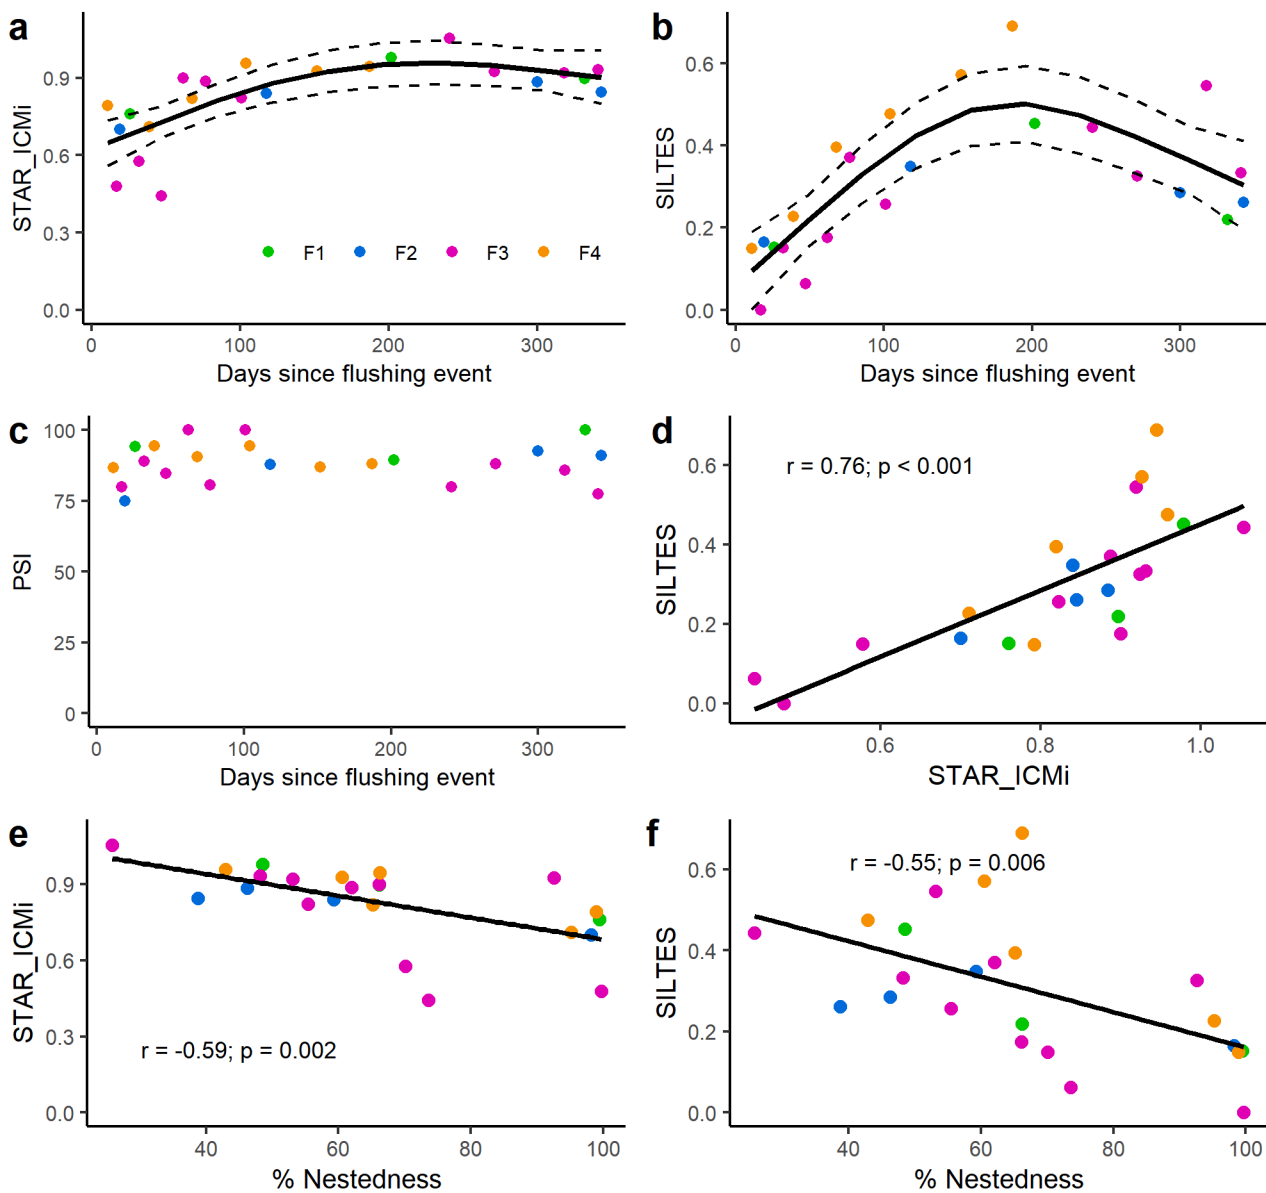 a
STAR_ICMi
0.9
0.6
0.3
0.0
F1 F2 F3 F4
0 100 200 300
Days since flushing event
b
SILTES
0.6
0.4
0.2
0.0
0 100 200 300
Days since flushing event
c
PSI
100
75
50
25
0
0 100 200 300
Days since flushing event
d
SILTES
0.6
0.4
0.2
0.0
r = 0.76; p < 0.001
0.6 0.8 1.0
STAR_ICMi
e
STAR_ICMi
0.9
0.6
0.3
0.0
r = -0.59; p = 0.002
40 60 80 100
% Nestedness
f
SILTES
0.6
0.4
0.2
0.0
r = -0.55; p = 0.006
40 60 80 100
% Nestedness